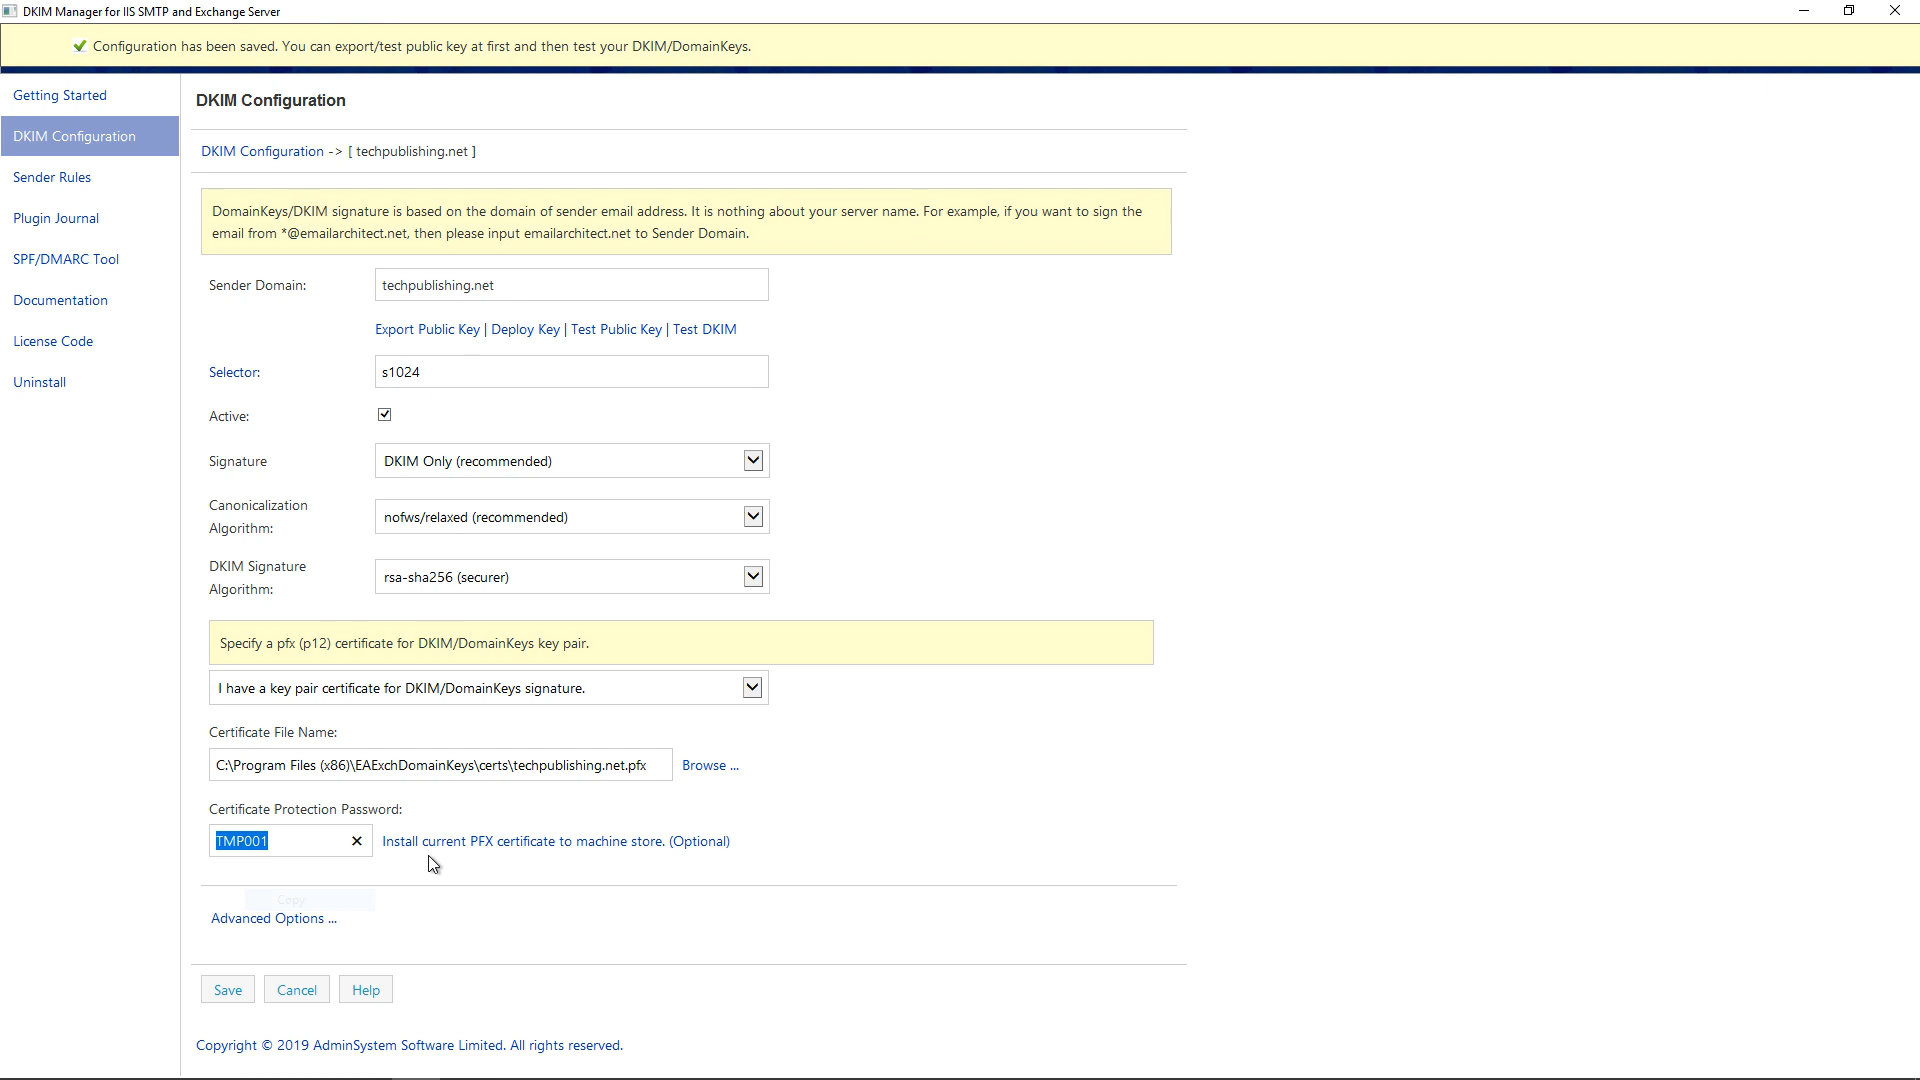 DKIM Manager for IIS SMTP and Exchange Server
Configuration has been saved. You can export/test public key at first and then test your DKIM/DomainKeys.
Getting Started
DKIM Configuration
Sender Rules
Plugin Journal
SPF/DMARC Tool
Documentation
License Code
Uninstall
DKIM Configuration
DKIM Configuration -> [ techpublishing.net ]
DomainKeys/DKIM signature is based on the domain of sender email address. It is nothing about your server name. For example, if you want to sign the
email from *@emailarchitect.net, then please input emailarchitect.net to Sender Domain.
Sender Domain: techpublishing.net
Export Public Key | Deploy Key | Test Public Key | Test DKIM
Selector: s1024
Active:
Signature DKIM Only (recommended)
Canonicalization
Algorithm: nofws/relaxed (recommended)
DKIM Signature
Algorithm: rsa-sha256 (securer)
Specify a pfx (p12) certificate for DKIM/DomainKeys key pair.
I have a key pair certificate for DKIM/DomainKeys signature.
Certificate File Name:
C:\Program Files (x86)\EAExchDomainKeys\certs\techpublishing.net.pfx Browse ...
Certificate Protection Password:
TMP001 Install current PFX certificate to machine store. (Optional)
Copy
Advanced Options ...
Save Cancel Help
Copyright © 2019 AdminSystem Software Limited. All rights reserved.